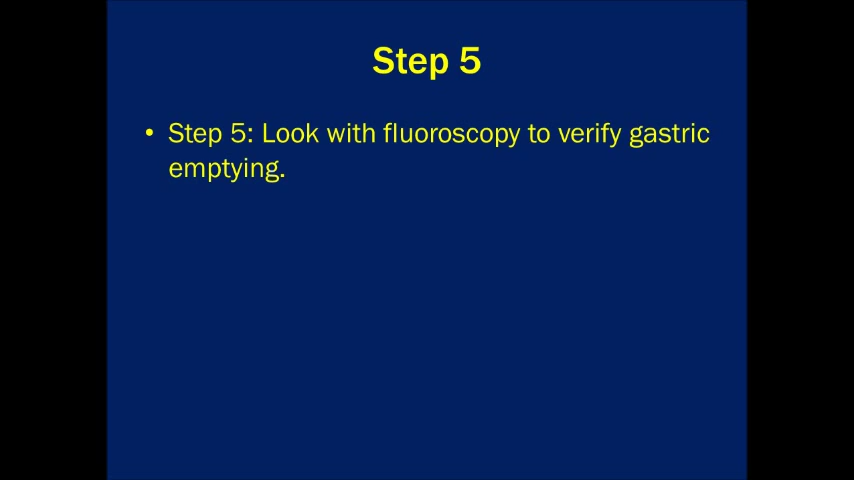 Step 5
• Step 5: Look with fluoroscopy to verify gastric
emptying.